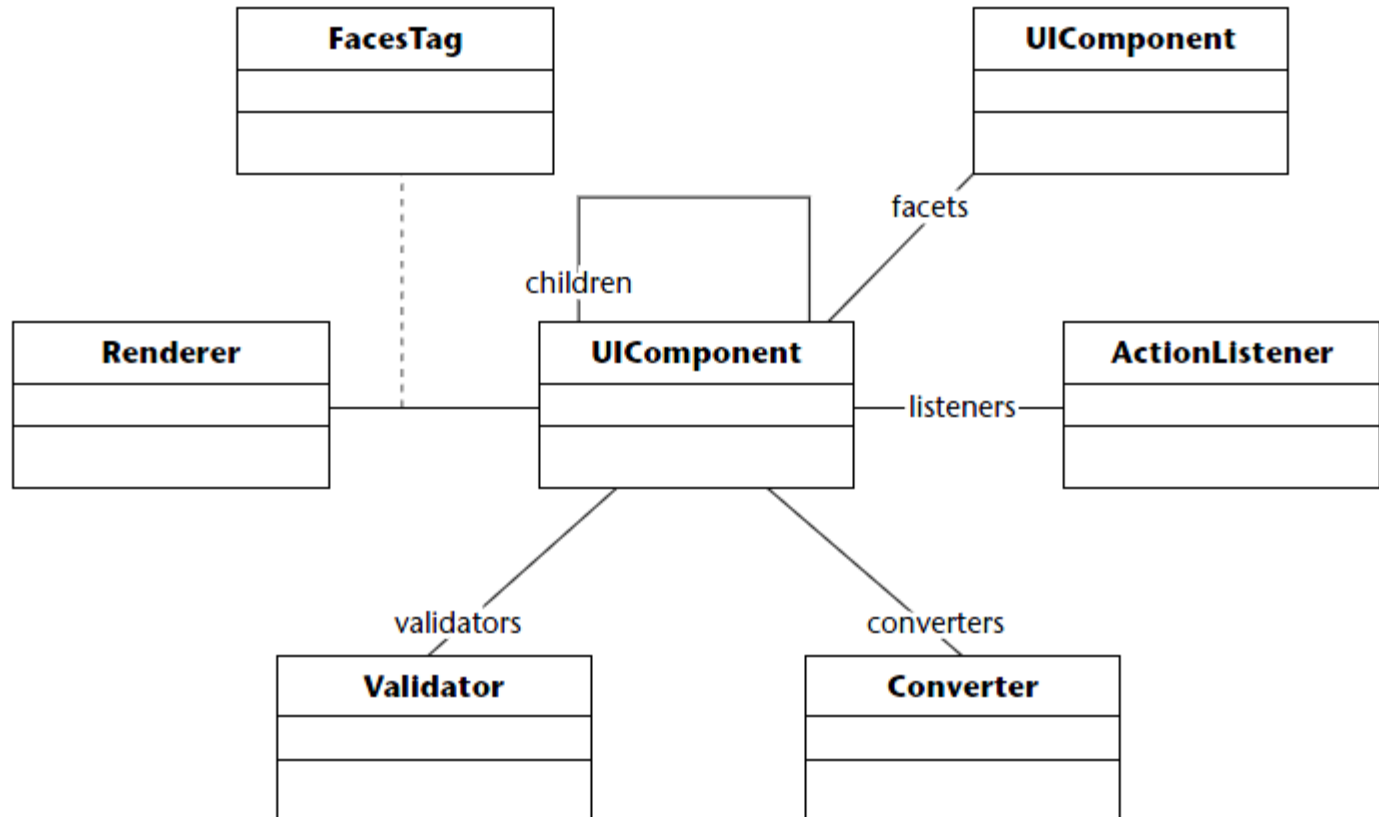 FacesTag
UIComponent
facets
children
Renderer
UIComponent
ActionListener
listeners
validators
converters
Validator
Converter